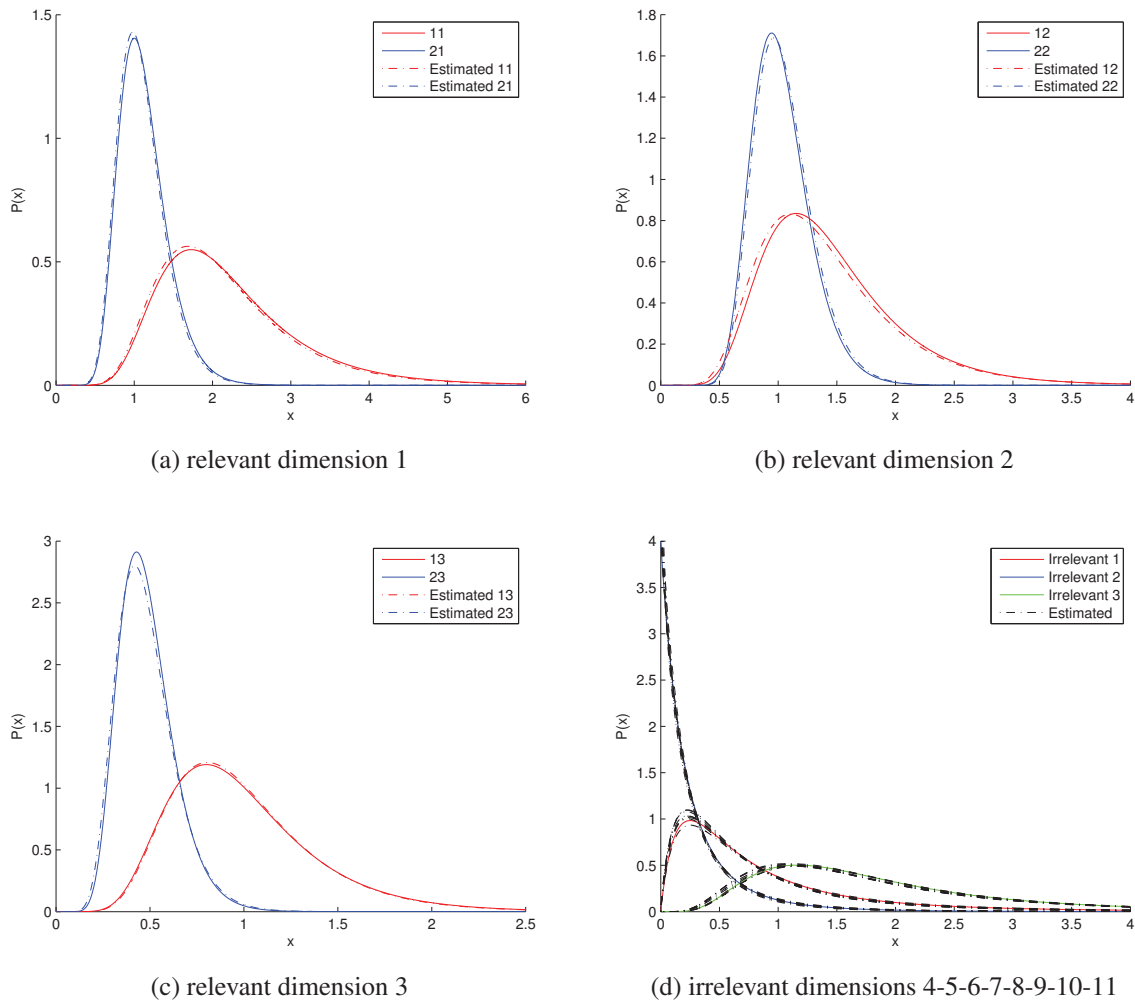 1.5
1
0.5
0
P(x)
0 1 2 3 4 5 6
x
11
21
Estimated 11
Estimated 21
(a) relevant dimension 1
1.8
1.6
1.4
1.2
1
0.8
0.6
0.4
0.2
0
P(x)
0 0.5 1 1.5 2 2.5 3 3.5 4
x
12
22
Estimated 12
Estimated 22
(b) relevant dimension 2
3
2.5
2
1.5
1
0.5
0
P(x)
0 0.5 1 1.5 2 2.5
x
13
23
Estimated 13
Estimated 23
(c) relevant dimension 3
4
3.5
3
2.5
2
1.5
1
0.5
0
P(x)
0 0.5 1 1.5 2 2.5 3 3.5 4
x
Irrelevant 1
Irrelevant 2
Irrelevant 3
Estimated
(d) irrelevant dimensions 4-5-6-7-8-9-10-11